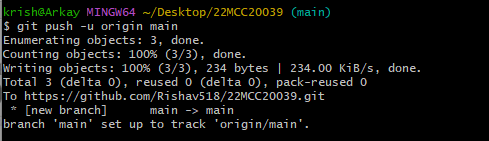 krish@Arkay MINGW64 ~/Desktop/22MCC20039 (main)
$ git push -u origin main
Enumerating objects: 3, done.
Counting objects: 100% (3/3), done.
Writing objects: 100% (3/3), 234 bytes | 234.00 KiB/s, done.
Total 3 (delta 0), reused 0 (delta 0), pack-reused 0
To https://github.com/Rishav518/22MCC20039.git
 * [new branch]      main -> main
branch 'main' set up to track 'origin/main'.